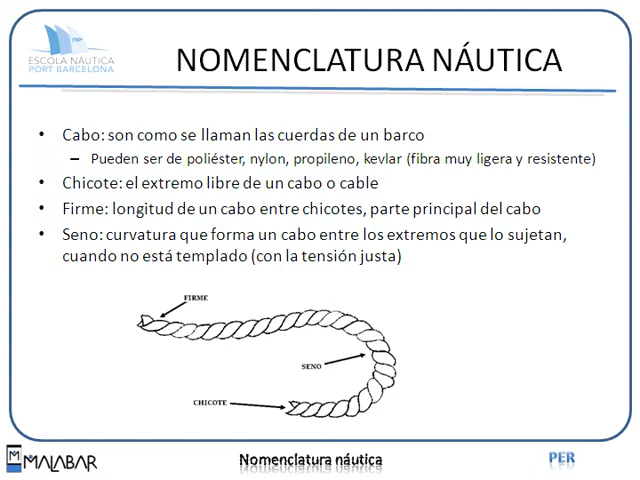 ESCOLA NÁUTICA
PORT BARCELONA
NOMENCLATURA NÁUTICA
• Cabo: son como se llaman las cuerdas de un barco
– Pueden ser de poliéster, nylon, propileno, kevlar (fibra muy ligera y resistente)
• Chicote: el extremo libre de un cabo o cable
• Firme: longitud de un cabo entre chicotes, parte principal del cabo
• Seno: curvatura que forma un cabo entre los extremos que lo sujetan,
cuando no está templado (con la tensión justa)
FIRME
SENO
CHICOTE
M MALABAR
Nomenclatura náutica
PER